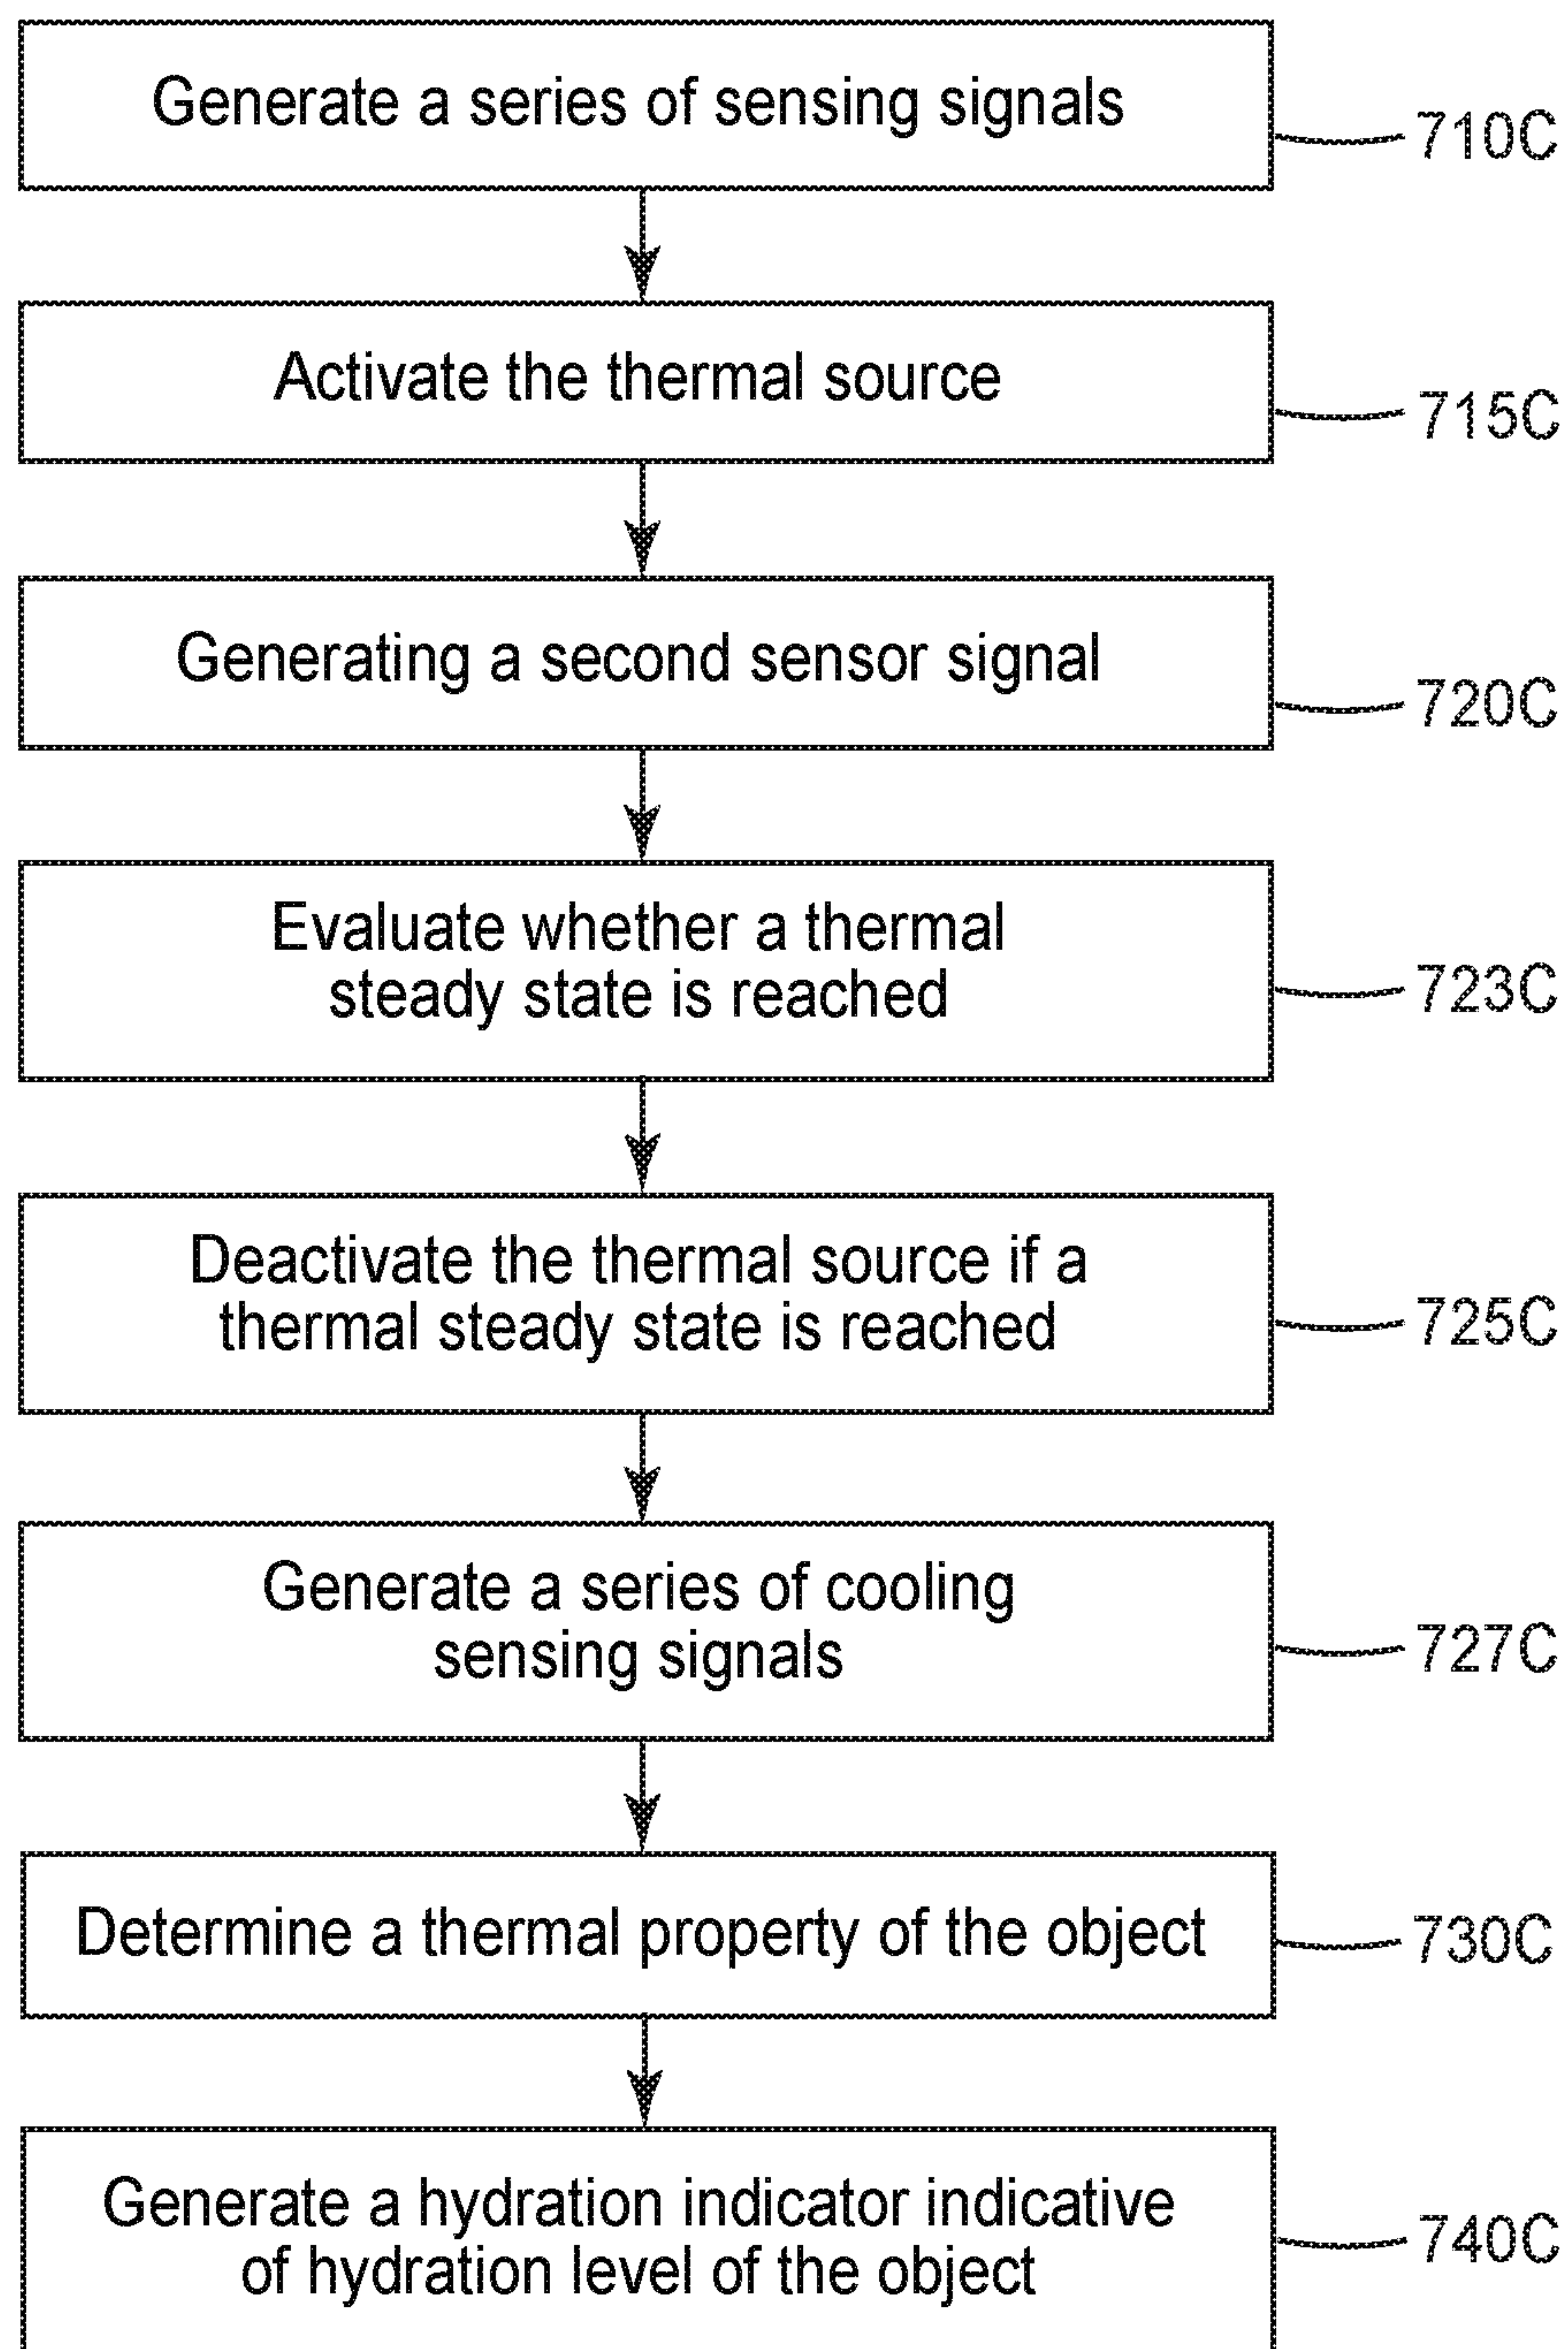 Generate a series of sensing signals
710C
Activate the thermal source
715C
Generating a second sensor signal
720C
Evaluate whether a thermal
steady state is reached
723C
Deactivate the thermal source if a
thermal steady state is reached
725C
Generate a series of cooling
sensing signals
727C
Determine a thermal property of the object
730C
Generate a hydration indicator indicative
of hydration level of the object
740C